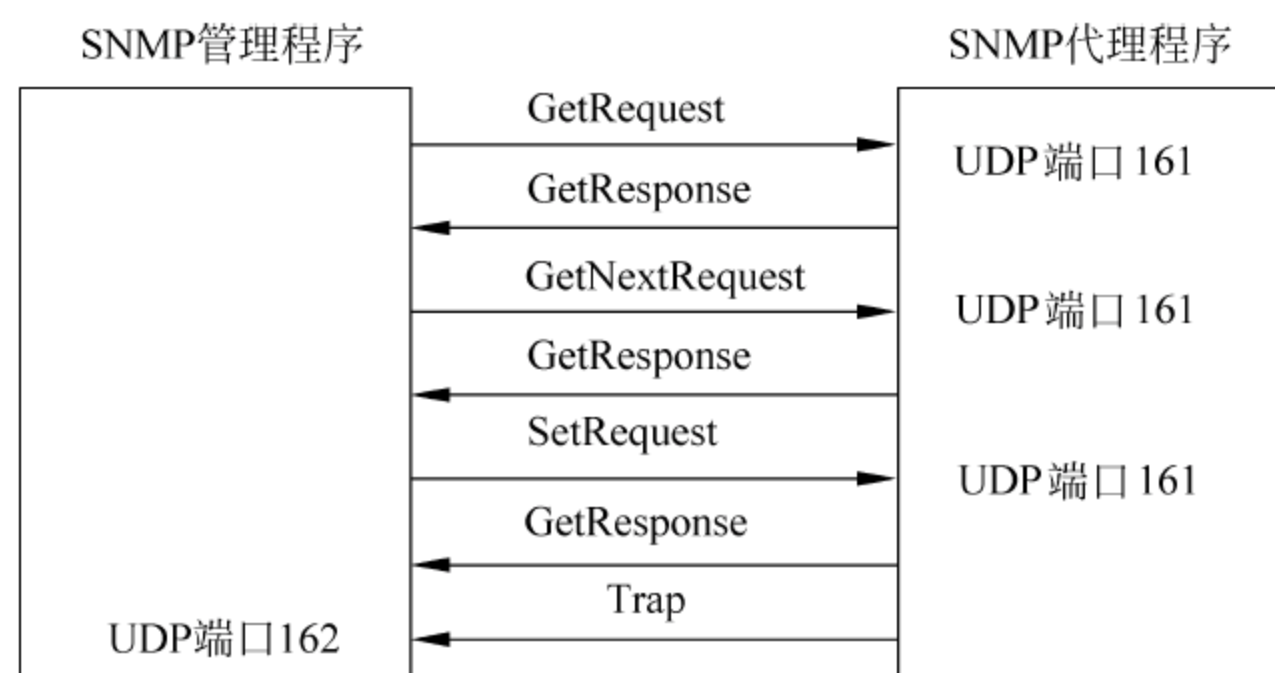 SNMP管理程序
SNMP代理程序
GetRequest
UDP端口161
GetResponse
GetNextRequest
UDP端口161
GetResponse
SetRequest
UDP端口161
GetResponse
Trap
UDP端口162